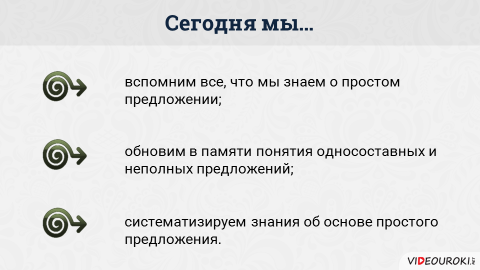 Сегодня мы...
вспомним все, что мы знаем о простом
предложении;
обновим в памяти понятия односоставных и
неполных предложений;
систематизируем знания об основе простого
предложения.
VIDEOUROKI.NET